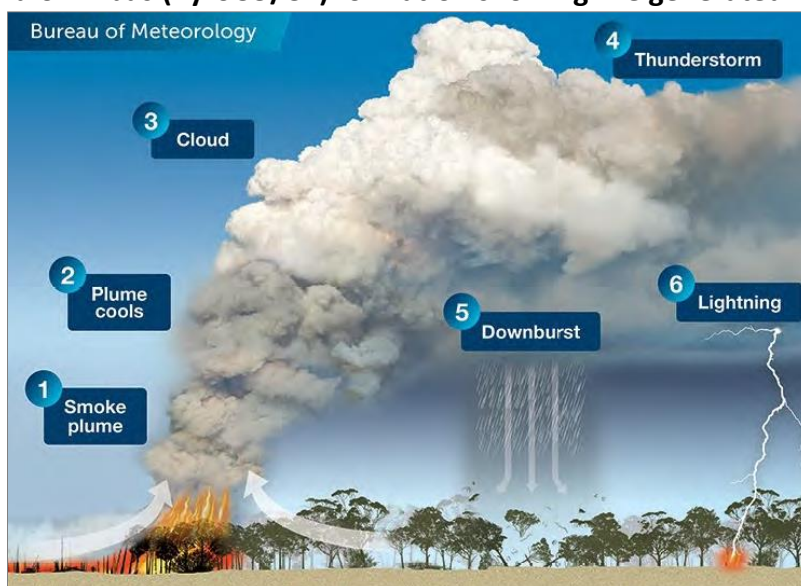 Bureau of Meteorology
4
Thunderstorm
3
Cloud
2
Plume
cools
6
Lightning
5
Downburst
1
Smoke
plume